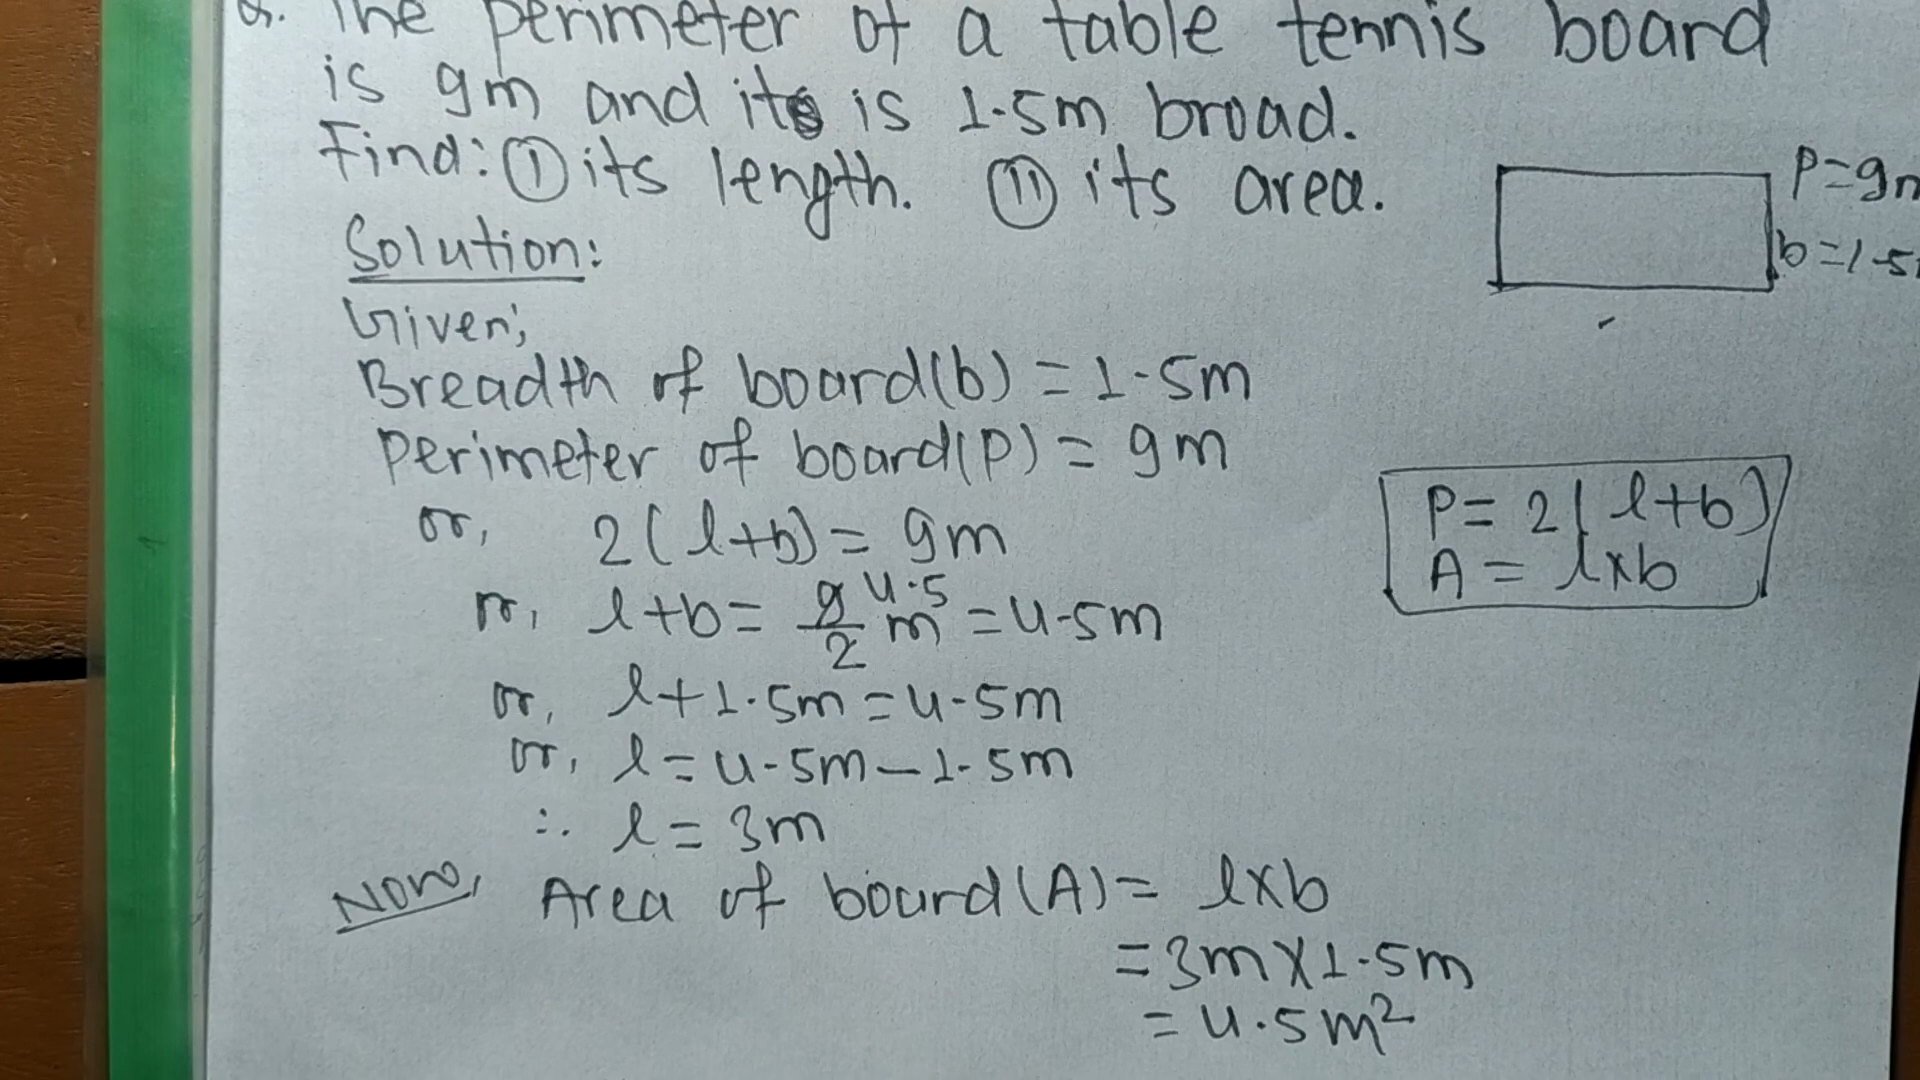 Q. The perimeter of a table tennis board
is 9m and its is 1.5m broad.
Find: (I) its length. (II) its area.
P=9m
b=1.5m
Solution:
Given;
Breadth of board(b) = 1.5m
Perimeter of board(P) = 9m
or, 2(l+b) = 9m
or, l+b = 9/2 4.5 m = 4.5m
or, l+1.5m = 4.5m
or, l = 4.5m - 1.5m
∴ l = 3m
Now, Area of board(A) = l×b
= 3m×1.5m
= 4.5m²
P = 2(l+b)
A = l×b